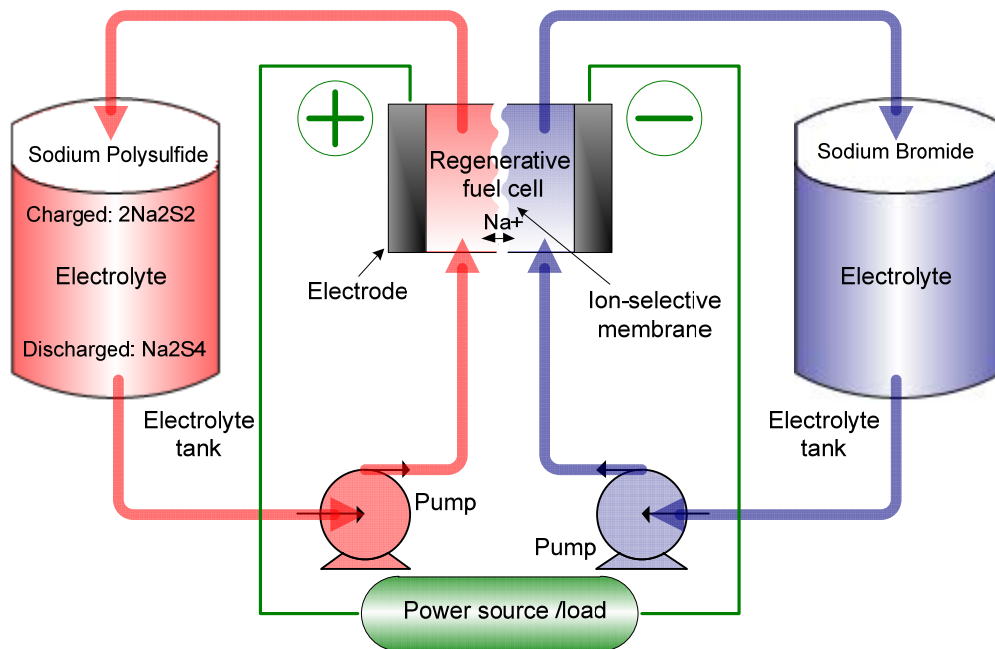 Sodium Polysulfide
Charged: 2Na2S2
Electrolyte
Discharged: Na2S4
Electrolyte
tank
+
Regenerative
fuel cell
Na+
Electrode
Ion-selective
membrane
−
Sodium Bromide
Electrolyte
Electrolyte
tank
Pump
Pump
Power source /load